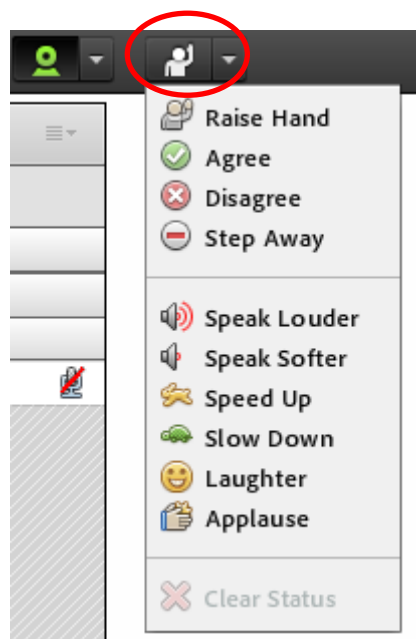 Raise Hand
Agree
Disagree
Step Away
Speak Louder
Speak Softer
Speed Up
Slow Down
Laughter
Applause
Clear Status